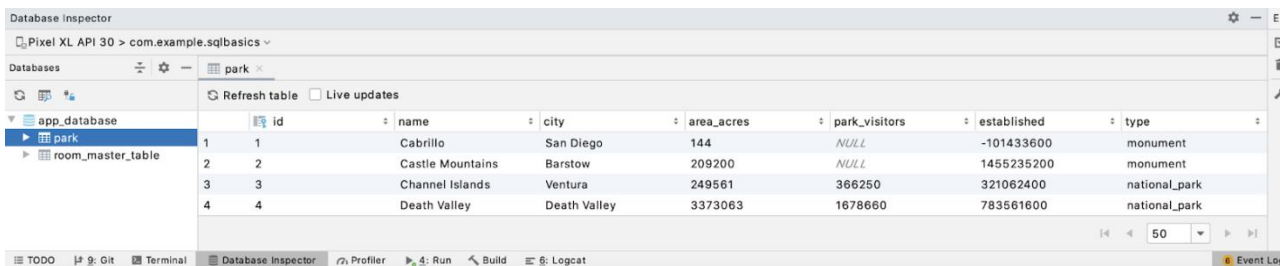 Database Inspector
Pixel XL API 30 > com.example.sqlbasics
Databases
park
Refresh table Live updates
app_database
park
room_master_table
id name city area_acres park_visitors established type
1 1 Cabrillo San Diego 144 NULL -101433600 monument
2 2 Castle Mountains Barstow 209200 NULL 1455235200 monument
3 3 Channel Islands Ventura 249561 366250 321062400 national_park
4 4 Death Valley Death Valley 3373063 1678660 783561600 national_park
50
TODO 9: Git Terminal Database Inspector Profiler 4: Run Build 6: Logcat 6 Event Lo